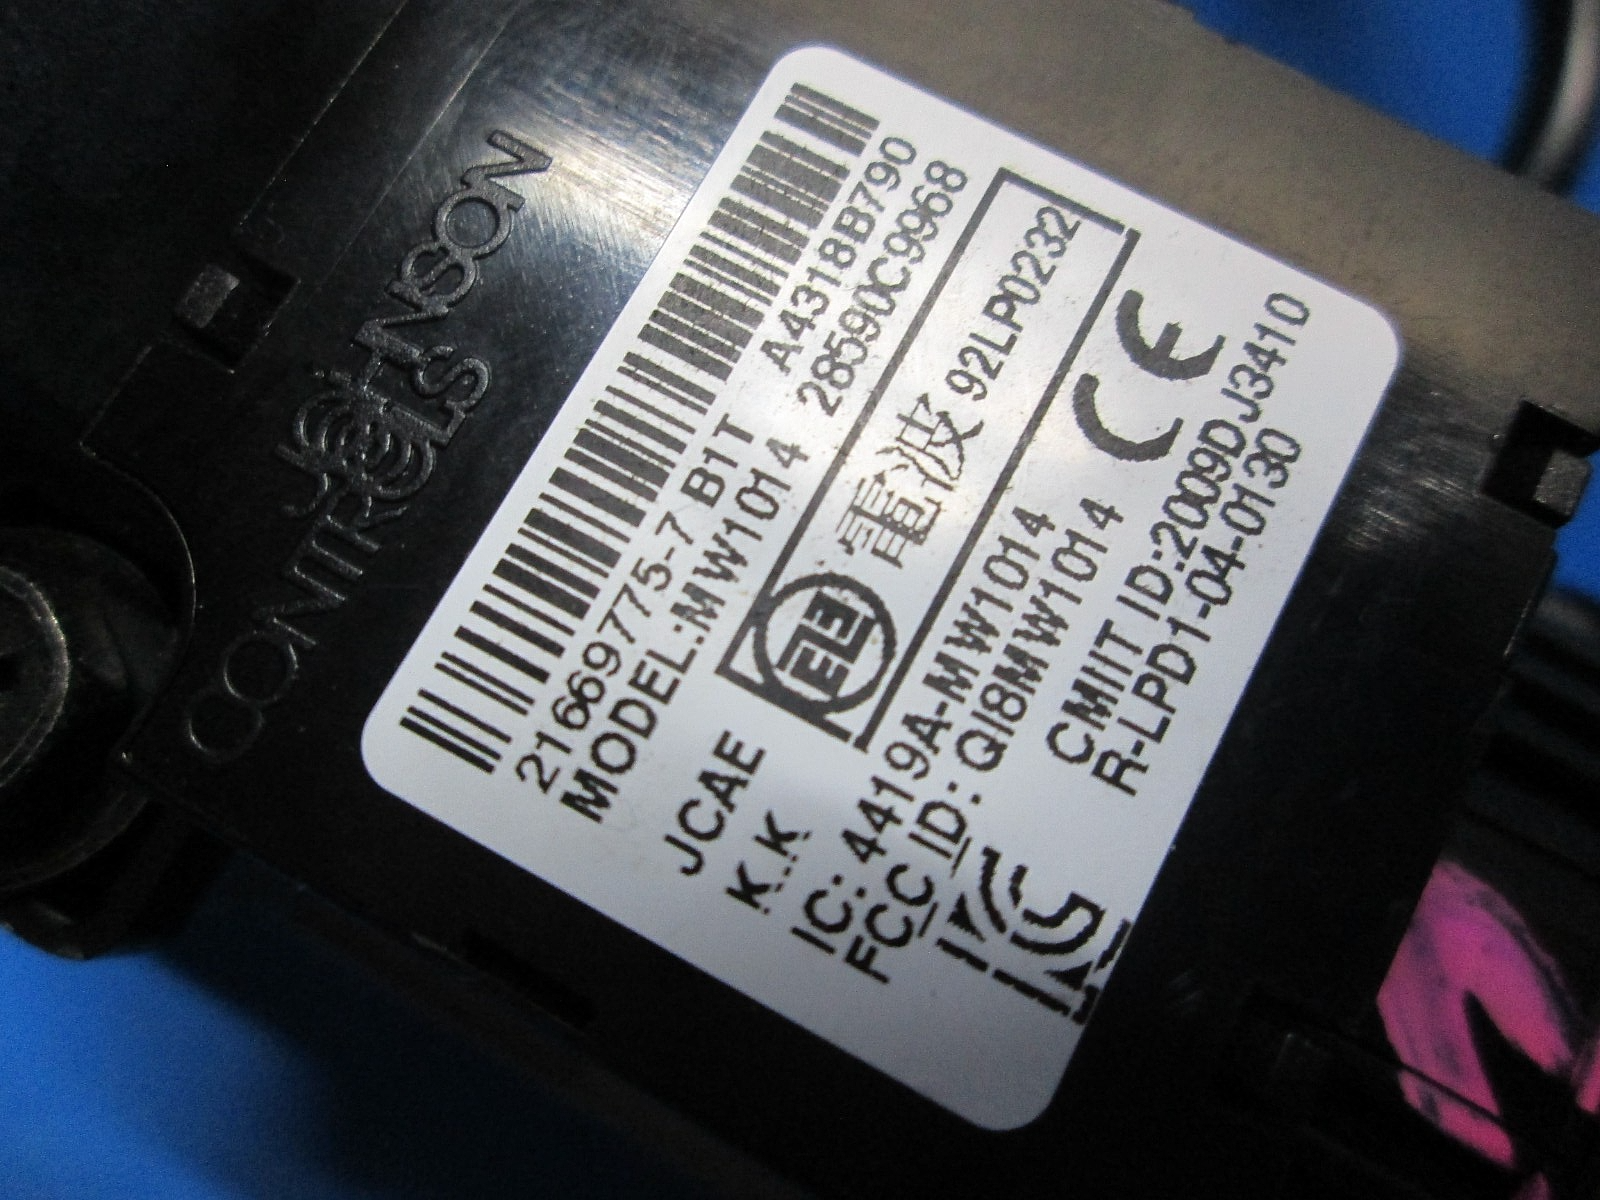 JOHNSON
CONTROLS
21669775-7 B1T A4318B790
MODEL:MW1014 28590C9968
電波 92LP0232
JCAE
K.K
IC: 4419A-MW1014
FCC ID: QI8MW1014
CE
CMIIT ID:2009DJ3410
R-LPD1-04-0130